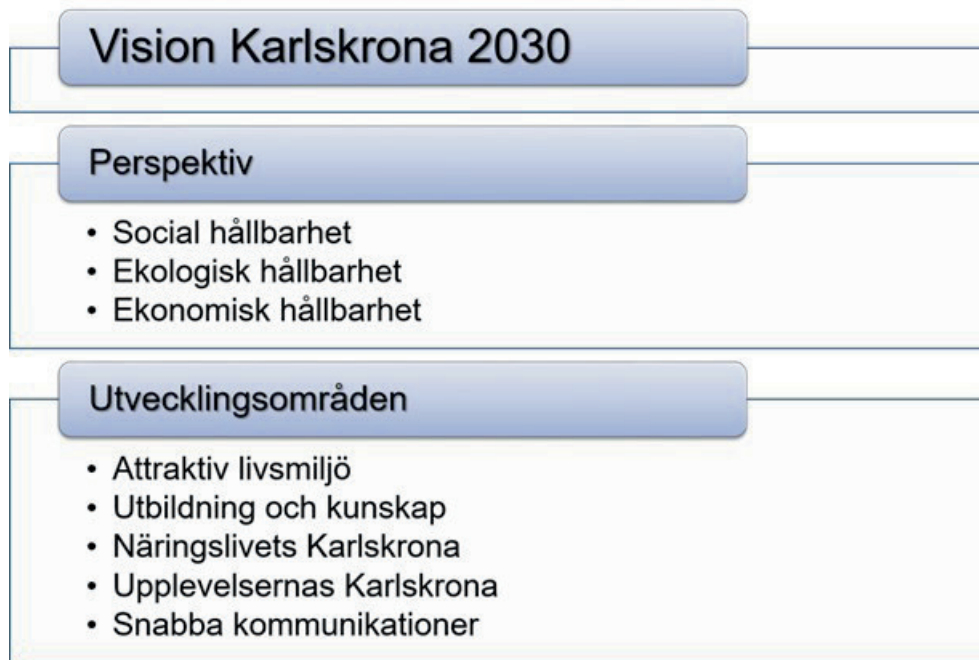 Vision Karlskrona 2030
Perspektiv
• Social hållbarhet
• Ekologisk hållbarhet
• Ekonomisk hållbarhet
Utvecklingsområden
• Attraktiv livsmiljö
• Utbildning och kunskap
• Näringslivets Karlskrona
• Upplevelsernas Karlskrona
• Snabba kommunikationer